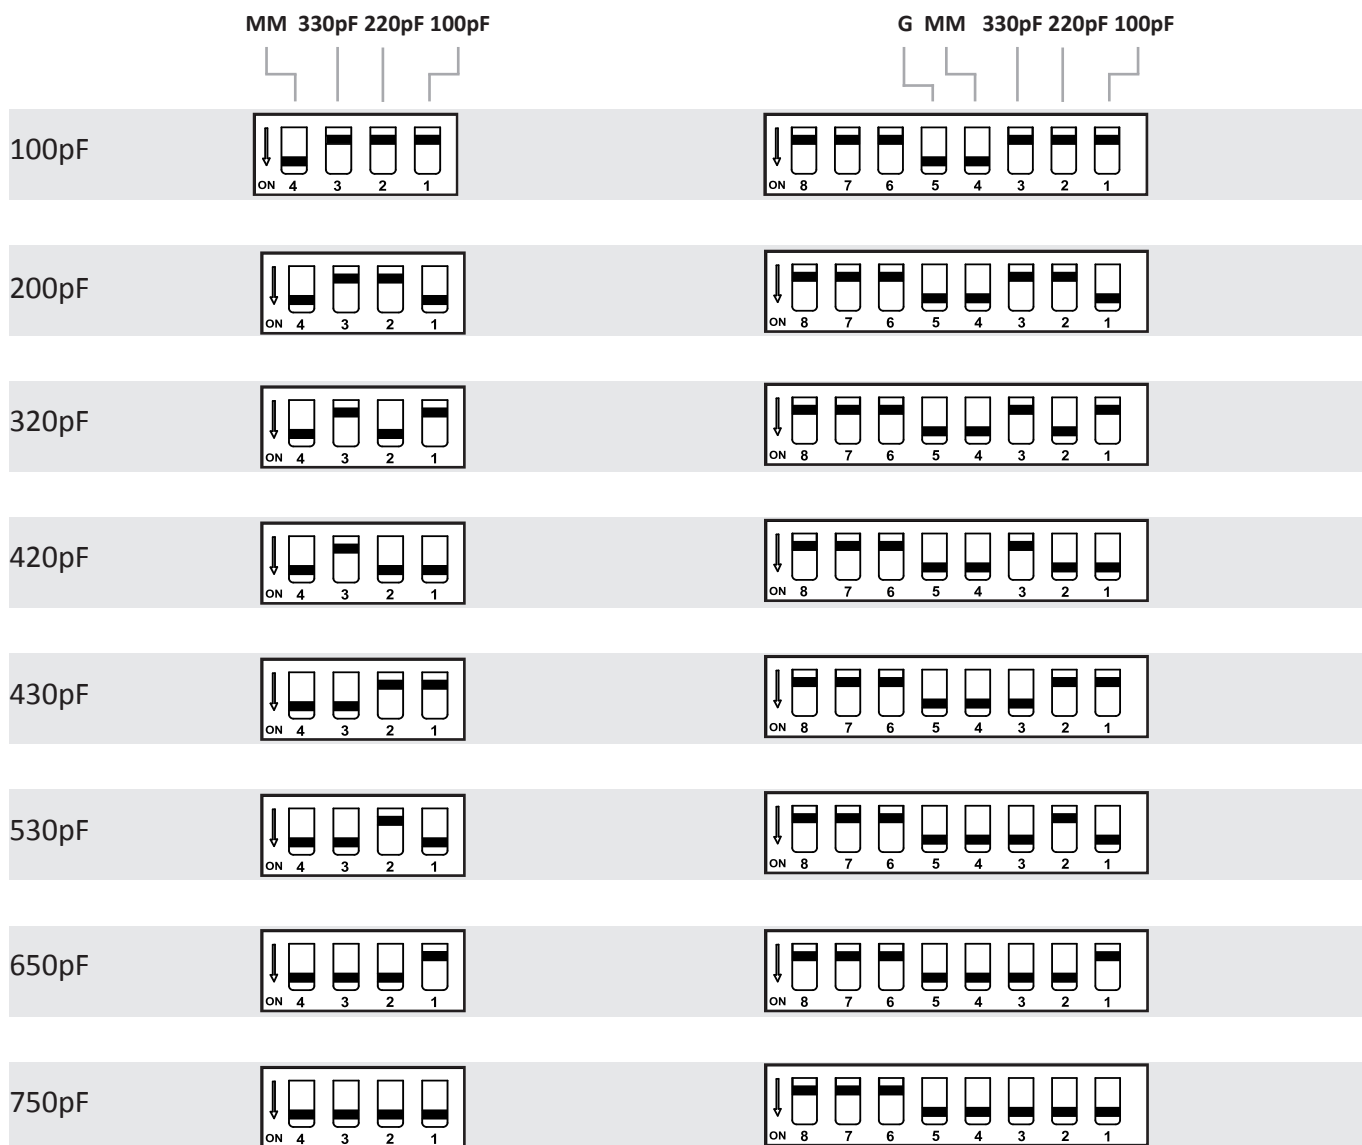 MM 330pF 220pF 100pF
G MM 330pF 220pF 100pF
100pF
ON 4 3 2 1
ON 8 7 6 5 4 3 2 1
200pF
ON 4 3 2 1
ON 8 7 6 5 4 3 2 1
320pF
ON 4 3 2 1
ON 8 7 6 5 4 3 2 1
420pF
ON 4 3 2 1
ON 8 7 6 5 4 3 2 1
430pF
ON 4 3 2 1
ON 8 7 6 5 4 3 2 1
530pF
ON 4 3 2 1
ON 8 7 6 5 4 3 2 1
650pF
ON 4 3 2 1
ON 8 7 6 5 4 3 2 1
750pF
ON 4 3 2 1
ON 8 7 6 5 4 3 2 1